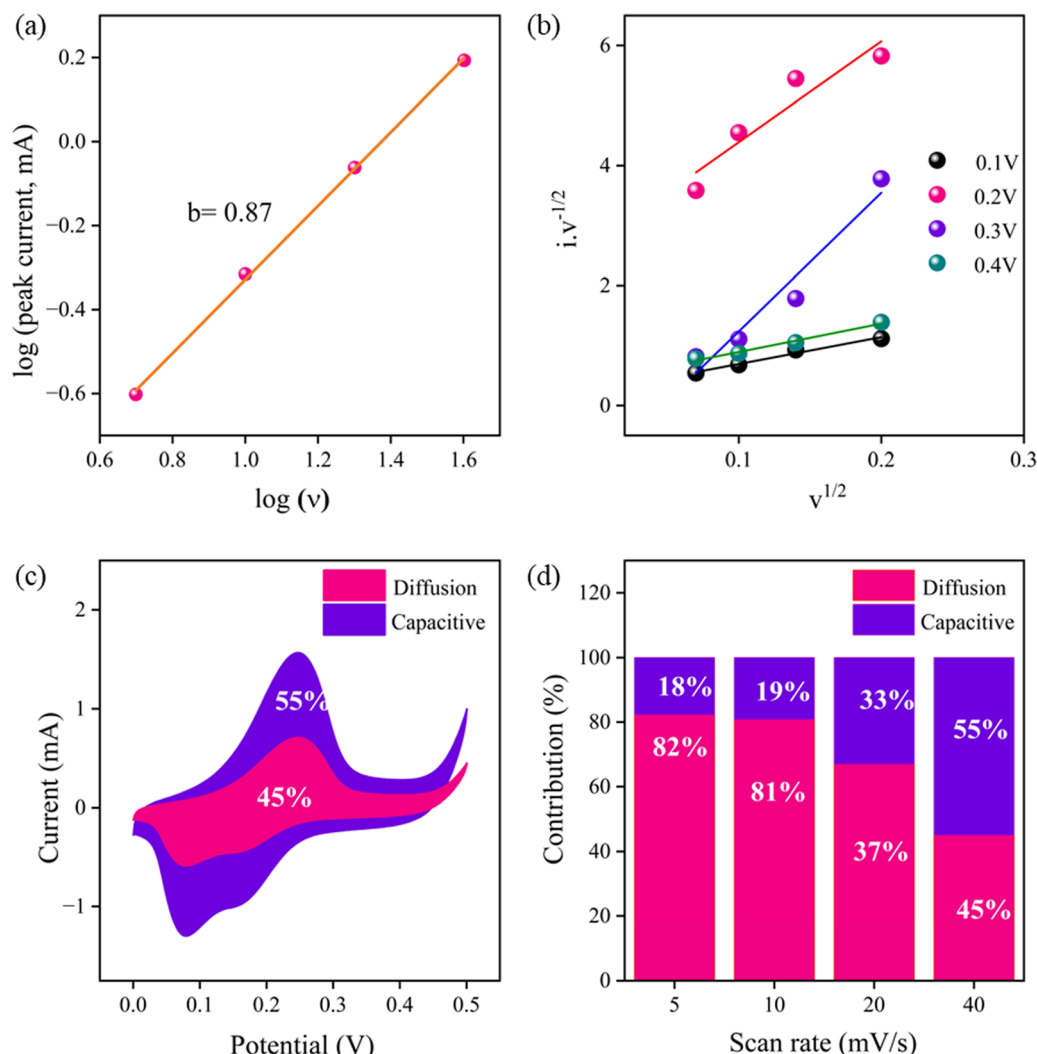 (a)
0.2
0.0
−0.2
−0.4
−0.6
log (peak current, mA)
b= 0.87
0.6 0.8 1.0 1.2 1.4 1.6
log (ν)
(b)
6
4
2
0
i.v-1/2
0.1V
0.2V
0.3V
0.4V
0.1 0.2 0.3
v1/2
(c)
Diffusion
Capacitive
2
1
0
−1
Current (mA)
55%
45%
0.0 0.1 0.2 0.3 0.4 0.5
Potential (V)
(d)
Diffusion
Capacitive
120
100
80
60
40
20
0
Contribution (%)
18% 19% 33% 55%
82% 81% 37% 45%
5 10 20 40
Scan rate (mV/s)